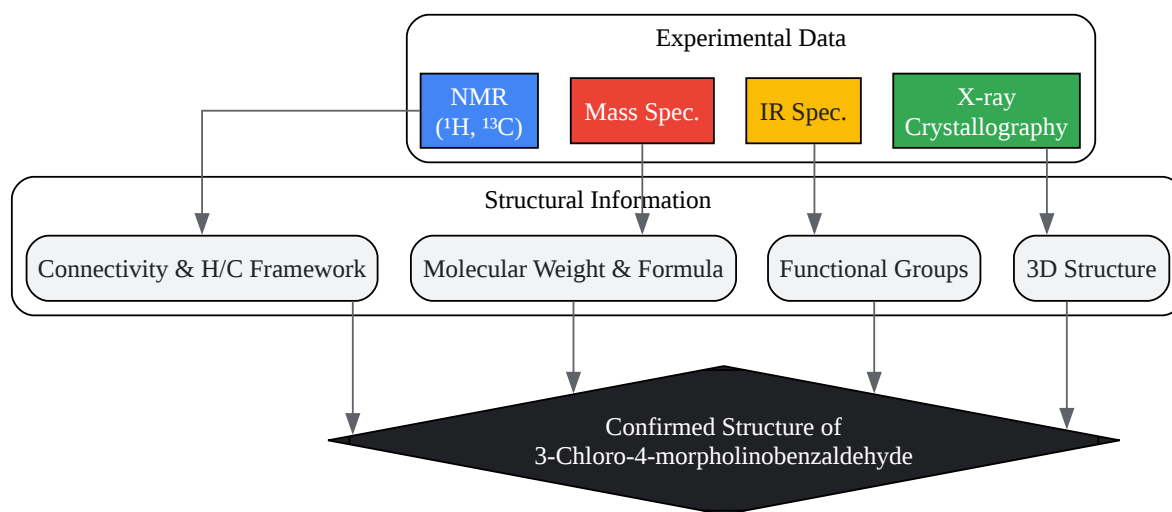 Experimental Data
NMR
(¹H, ¹³C)
Mass Spec.
IR Spec.
X-ray
Crystallography
Structural Information
Connectivity & H/C Framework
Molecular Weight & Formula
Functional Groups
3D Structure
Confirmed Structure of
3-Chloro-4-morpholinobenzaldehyde